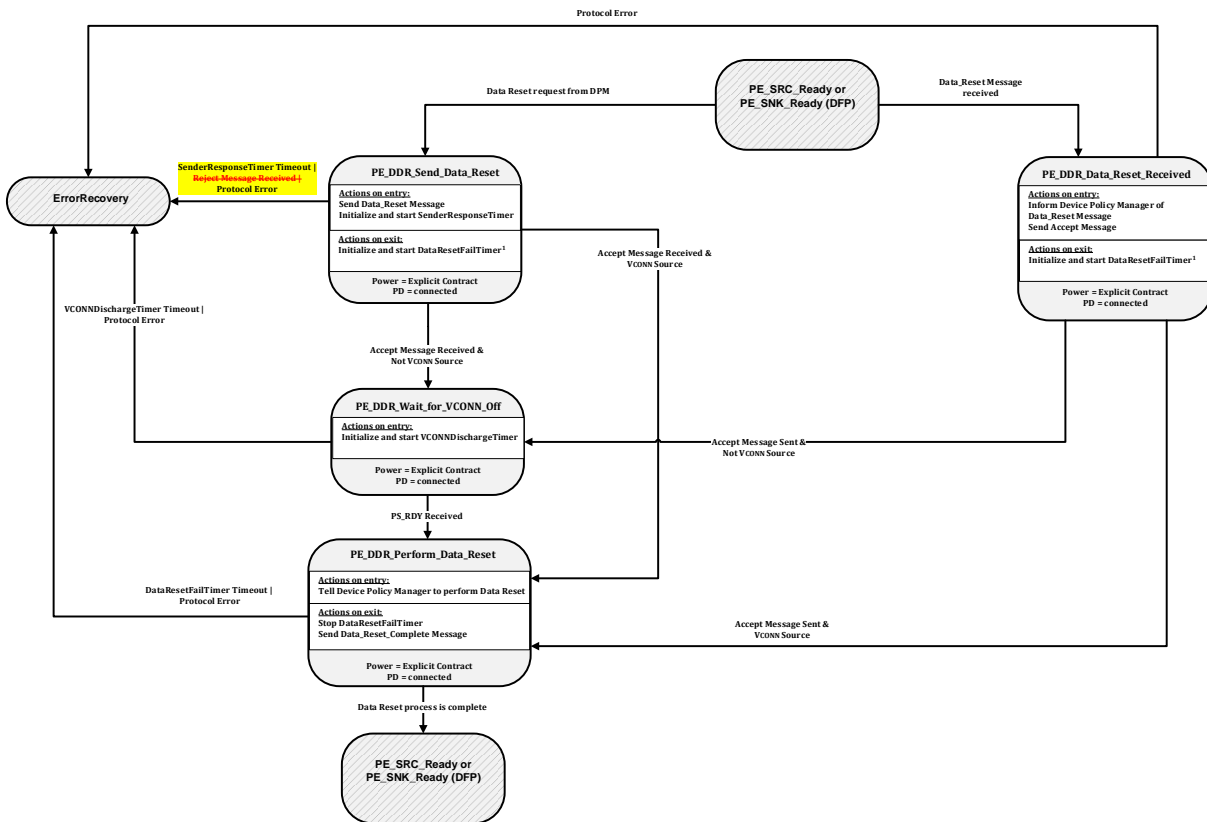 Protocol Error
PE_SRC_Ready or
PE_SNK_Ready (DFP)
Data Reset request from DPM
Data_Reset Message
received
SenderResponseTimer Timeout |
Reject Message Received |
Protocol Error
ErrorRecovery
PE_DDR_Send_Data_Reset
Actions on entry:
Send Data_Reset Message
Initialize and start SenderResponseTimer
Actions on exit:
Initialize and start DataResetFailTimer¹
Power = Explicit Contract
PD = connected
PE_DDR_Data_Reset_Received
Actions on entry:
Inform Device Policy Manager of
Data_Reset Message
Send Accept Message
Actions on exit:
Initialize and start DataResetFailTimer¹
Power = Explicit Contract
PD = connected
Accept Message Received &
VCONN Source
VCONNDischargeTimer Timeout |
Protocol Error
Accept Message Received &
Not VCONN Source
PE_DDR_Wait_for_VCONN_Off
Actions on entry:
Initialize and start VCONNDischargeTimer
Power = Explicit Contract
PD = connected
Accept Message Sent &
Not VCONN Source
PS_RDY Received
PE_DDR_Perform_Data_Reset
Actions on entry:
Tell Device Policy Manager to perform Data Reset
Actions on exit:
Stop DataResetFailTimer
Send Data_Reset_Complete Message
Power = Explicit Contract
PD = connected
DataResetFailTimer Timeout |
Protocol Error
Accept Message Sent &
VCONN Source
Data Reset process is complete
PE_SRC_Ready or
PE_SNK_Ready (DFP)